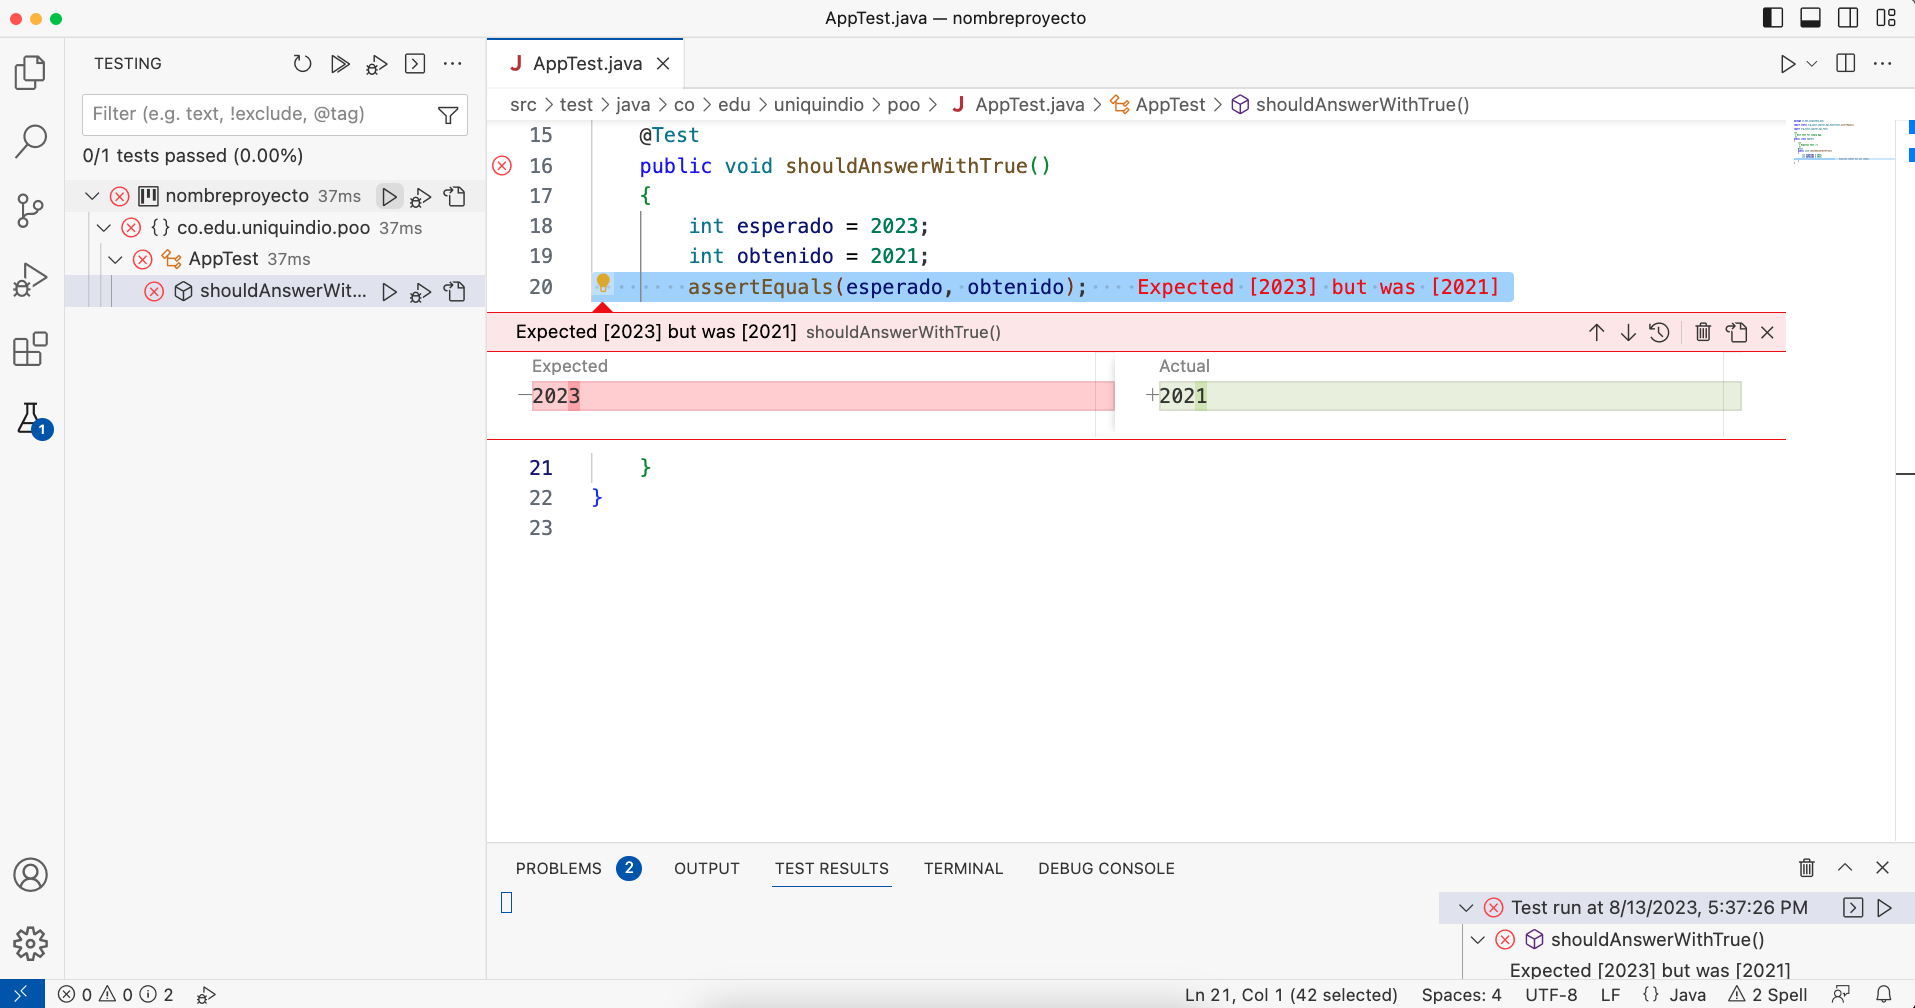 AppTest.java — nombreproyecto
TESTING
Filter (e.g. text, !exclude, @tag)
0/1 tests passed (0.00%)
nombreproyecto 37ms
{} co.edu.uniquindio.poo 37ms
AppTest 37ms
shouldAnswerWit...
1
J AppTest.java
src > test > java > co > edu > uniquindio > poo > J AppTest.java > AppTest > shouldAnswerWithTrue()
15 @Test
16 public void shouldAnswerWithTrue()
17 {
18 int esperado = 2023;
19 int obtenido = 2021;
20 assertEquals(esperado, obtenido); Expected [2023] but was [2021]
Expected [2023] but was [2021] shouldAnswerWithTrue()
Expected
Actual
—2023
+2021
21 }
22 }
23
PROBLEMS 2 OUTPUT TEST RESULTS TERMINAL DEBUG CONSOLE
Test run at 8/13/2023, 5:37:26 PM
shouldAnswerWithTrue()
Expected [2023] but was [2021]
0 0 2
Ln 21, Col 1 (42 selected) Spaces: 4 UTF-8 LF {} Java 2 Spell